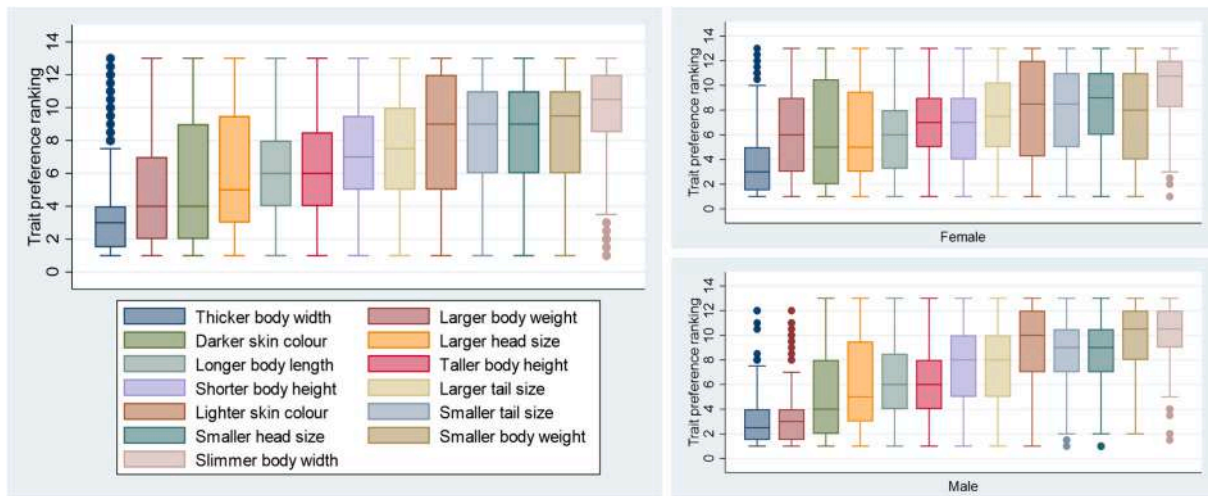 Trait preference ranking
14
12
10
8
6
4
2
0
Thicker body width
Larger body weight
Darker skin colour
Larger head size
Longer body length
Taller body height
Shorter body height
Larger tail size
Lighter skin colour
Smaller tail size
Smaller head size
Smaller body weight
Slimmer body width
Trait preference ranking
14
12
10
8
6
4
2
0
Female
Trait preference ranking
14
12
10
8
6
4
2
0
Male